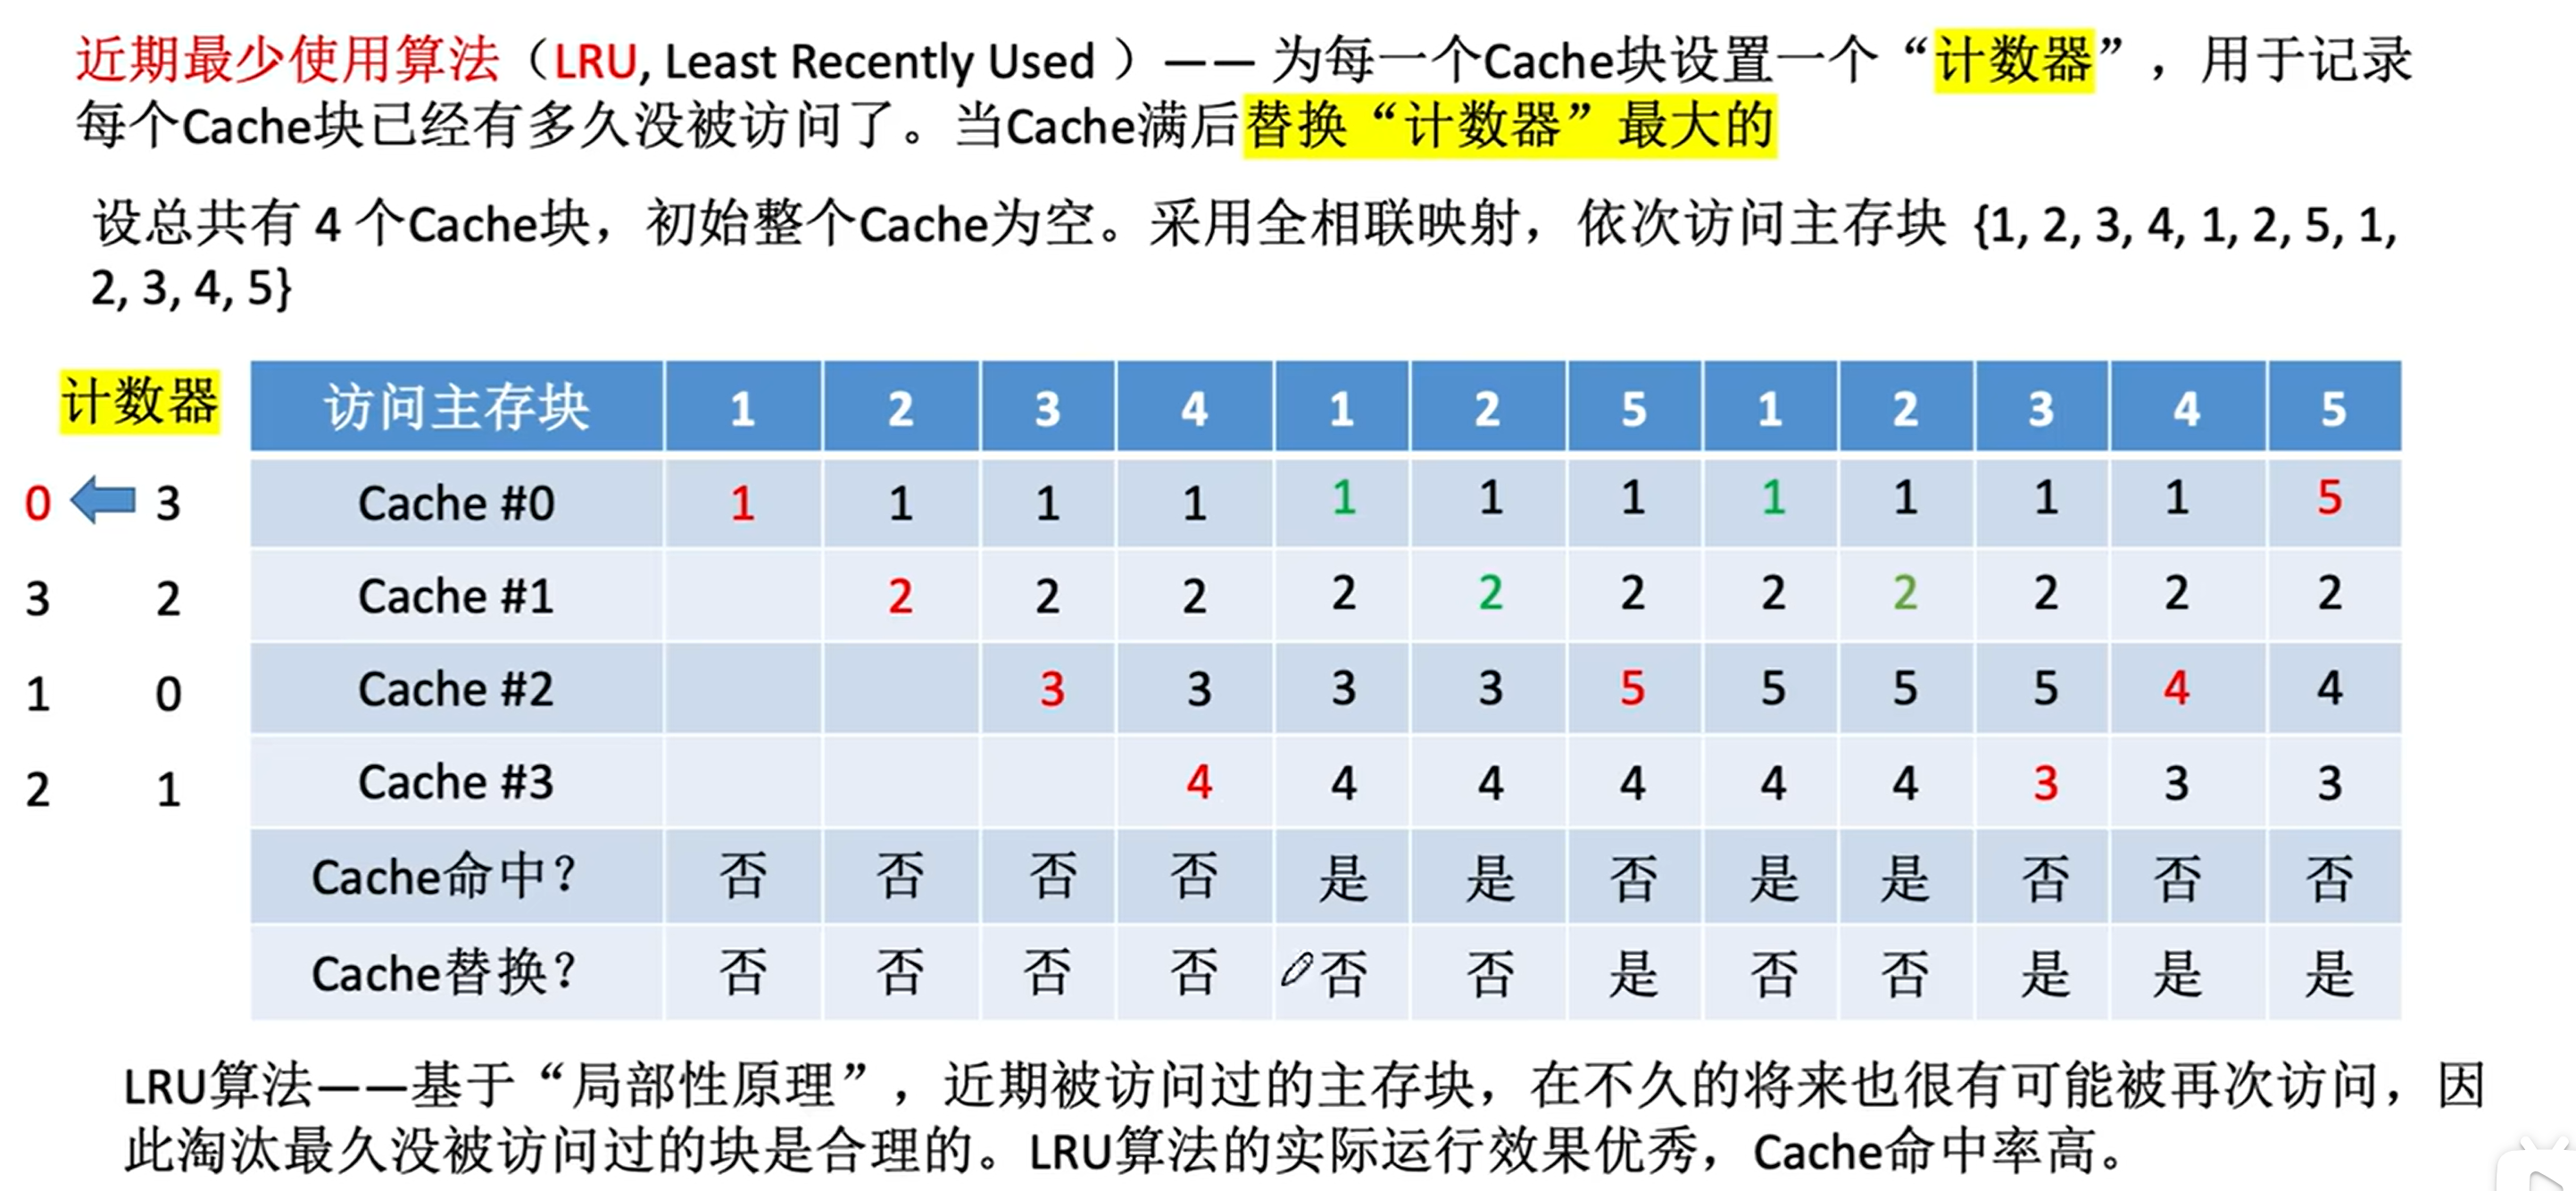 近期最少使用算法（LRU, Least Recently Used ）—— 为每一个Cache块设置一个“计数器”，用于记录
每个Cache块已经有多久没被访问了。当Cache满后替换“计数器”最大的
设总共有 4 个Cache块，初始整个Cache为空。采用全相联映射，依次访问主存块 {1, 2, 3, 4, 1, 2, 5, 1,
2, 3, 4, 5}
计数器 访问主存块 1 2 3 4 1 2 5 1 2 3 4 5
0 3 Cache #0 1 1 1 1 1 1 1 1 1 1 1 5
3 2 Cache #1 2 2 2 2 2 2 2 2 2 2 2
1 0 Cache #2 3 3 3 3 5 5 5 5 4 4
2 1 Cache #3 4 4 4 4 4 4 3 3 3
Cache命中？ 否 否 否 否 是 是 否 是 是 否 否 否
Cache替换？ 否 否 否 否 否 否 是 否 否 是 是 是
LRU算法——基于“局部性原理”，近期被访问过的主存块，在不久的将来也很有可能被再次访问，因
此淘汰最久没被访问过的块是合理的。LRU算法的实际运行效果优秀，Cache命中率高。